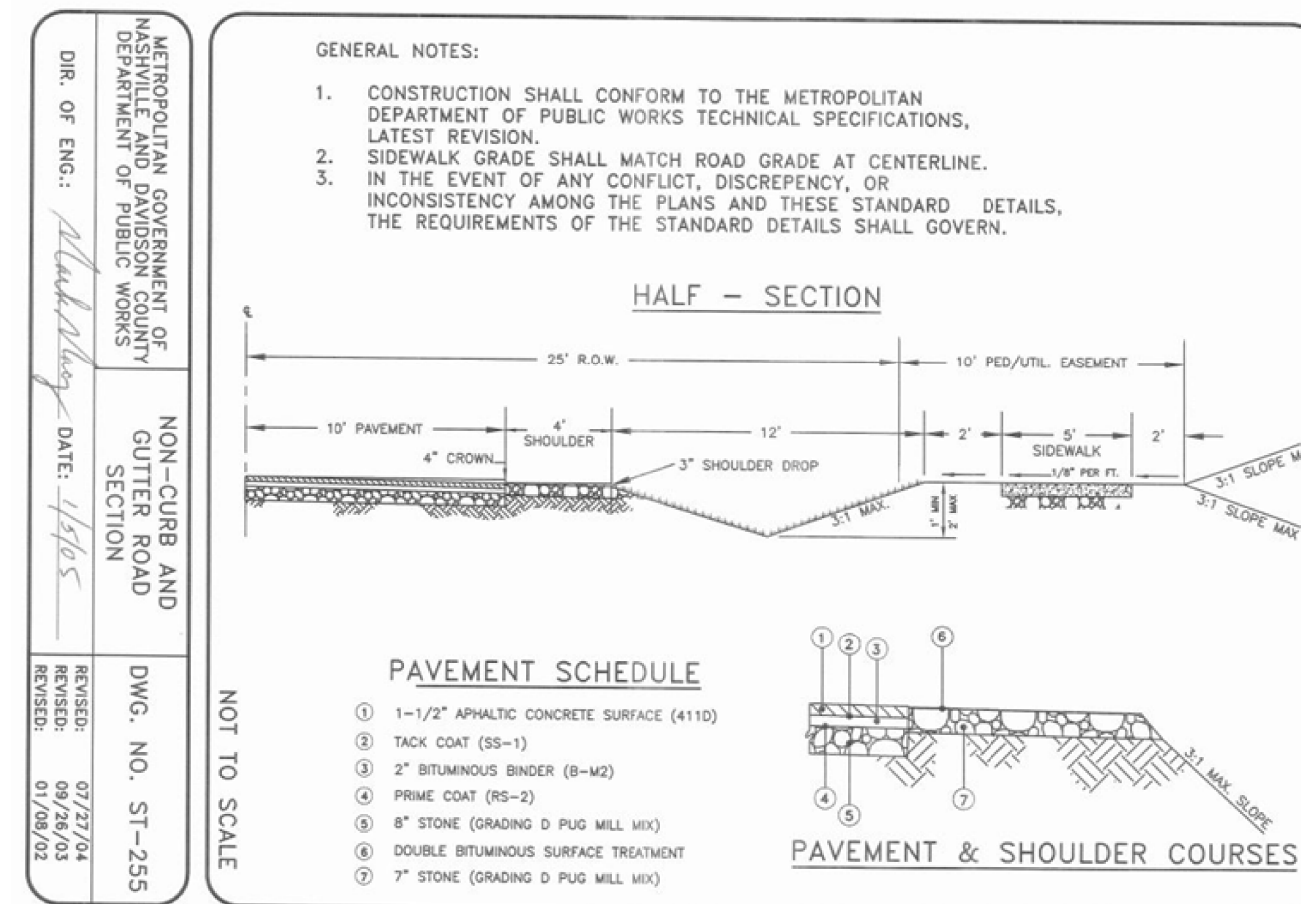 METROPOLITAN GOVERNMENT OF
NASHVILLE AND DAVIDSON COUNTY
DEPARTMENT OF PUBLIC WORKS
DIR. OF ENG.:
DATE: 1/5/05
NON-CURB AND
GUTTER ROAD
SECTION
DWG. NO. ST-255
REVISED: 07/27/04
REVISED: 09/26/03
REVISED: 01/08/02
GENERAL NOTES:
1. CONSTRUCTION SHALL CONFORM TO THE METROPOLITAN
DEPARTMENT OF PUBLIC WORKS TECHNICAL SPECIFICATIONS,
LATEST REVISION.
2. SIDEWALK GRADE SHALL MATCH ROAD GRADE AT CENTERLINE.
3. IN THE EVENT OF ANY CONFLICT, DISCREPENCY, OR
INCONSISTENCY AMONG THE PLANS AND THESE STANDARD DETAILS,
THE REQUIREMENTS OF THE STANDARD DETAILS SHALL GOVERN.
HALF - SECTION
℄
25' R.O.W.
10' PED/UTIL. EASEMENT
10' PAVEMENT
4'
SHOULDER
12'
2'
5'
SIDEWALK
2'
4" CROWN
3" SHOULDER DROP
1/8" PER FT.
3:1 MAX.
1' MIN
2' MAX
3:1 SLOPE M
3:1 SLOPE MAX
PAVEMENT SCHEDULE
1 1-1/2" APHALTIC CONCRETE SURFACE (411D)
2 TACK COAT (SS-1)
3 2" BITUMINOUS BINDER (B-M2)
4 PRIME COAT (RS-2)
5 8" STONE (GRADING D PUG MILL MIX)
6 DOUBLE BITUMINOUS SURFACE TREATMENT
7 7" STONE (GRADING D PUG MILL MIX)
NOT TO SCALE
1
2
3
6
4
5
7
3:1 MAX. SLOPE
PAVEMENT & SHOULDER COURSES